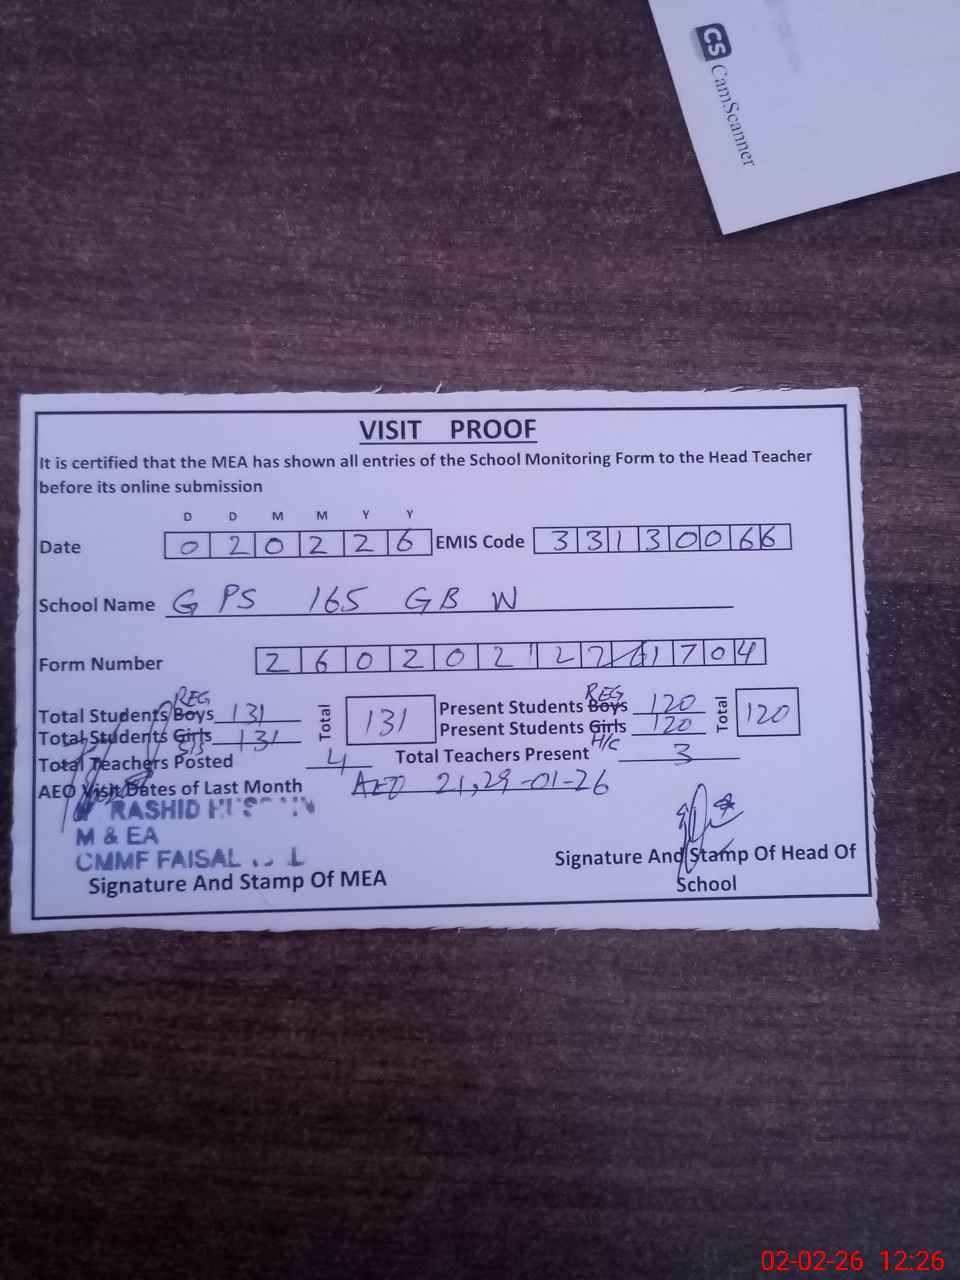 CS CamScanner
VISIT PROOF
It is certified that the MEA has shown all entries of the School Monitoring Form to the Head Teacher
before its online submission
D D M M Y Y
Date 0 2 0 2 2 6 EMIS Code 3 3 1 3 0 0 6 6
School Name G PS 165 GB W
Form Number 2 6 0 2 0 2 1 2 2 1 7 0 4
REG REG
Total Students Boys 131 Total 131 Present Students Boys 120 Total 120
Total Students Girls 131 Present Students Girls 120
H/C
Total Teachers Posted 4 Total Teachers Present 3
AEO Visit Dates of Last Month AEO 21,29-01-26
RASHID
M & EA
CMMF FAISAL
Signature And Stamp Of MEA
Signature And Stamp Of Head Of
School
02-02-26 12:26